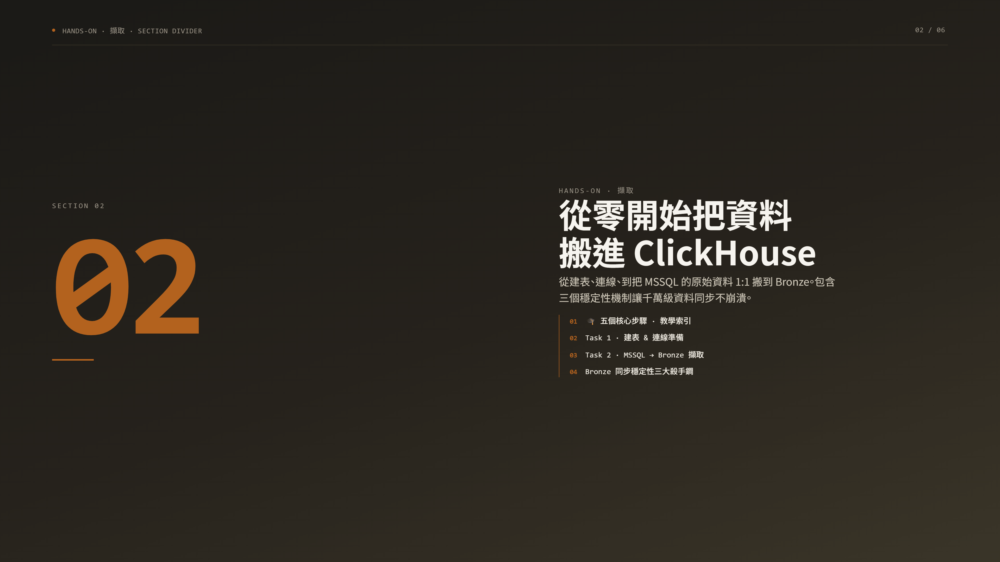 HANDS-ON · 擷取 · SECTION DIVIDER
02 / 06
SECTION 02
02
HANDS-ON · 擷取
從零開始把資料
搬進 ClickHouse
從建表、連線、到把 MSSQL 的原始資料 1:1 搬到 Bronze。包含
三個穩定性機制讓千萬級資料同步不崩潰。
01 🎓 五個核心步驟 · 教學索引
02 Task 1 · 建表 & 連線準備
03 Task 2 · MSSQL → Bronze 擷取
04 Bronze 同步穩定性三大殺手鐧